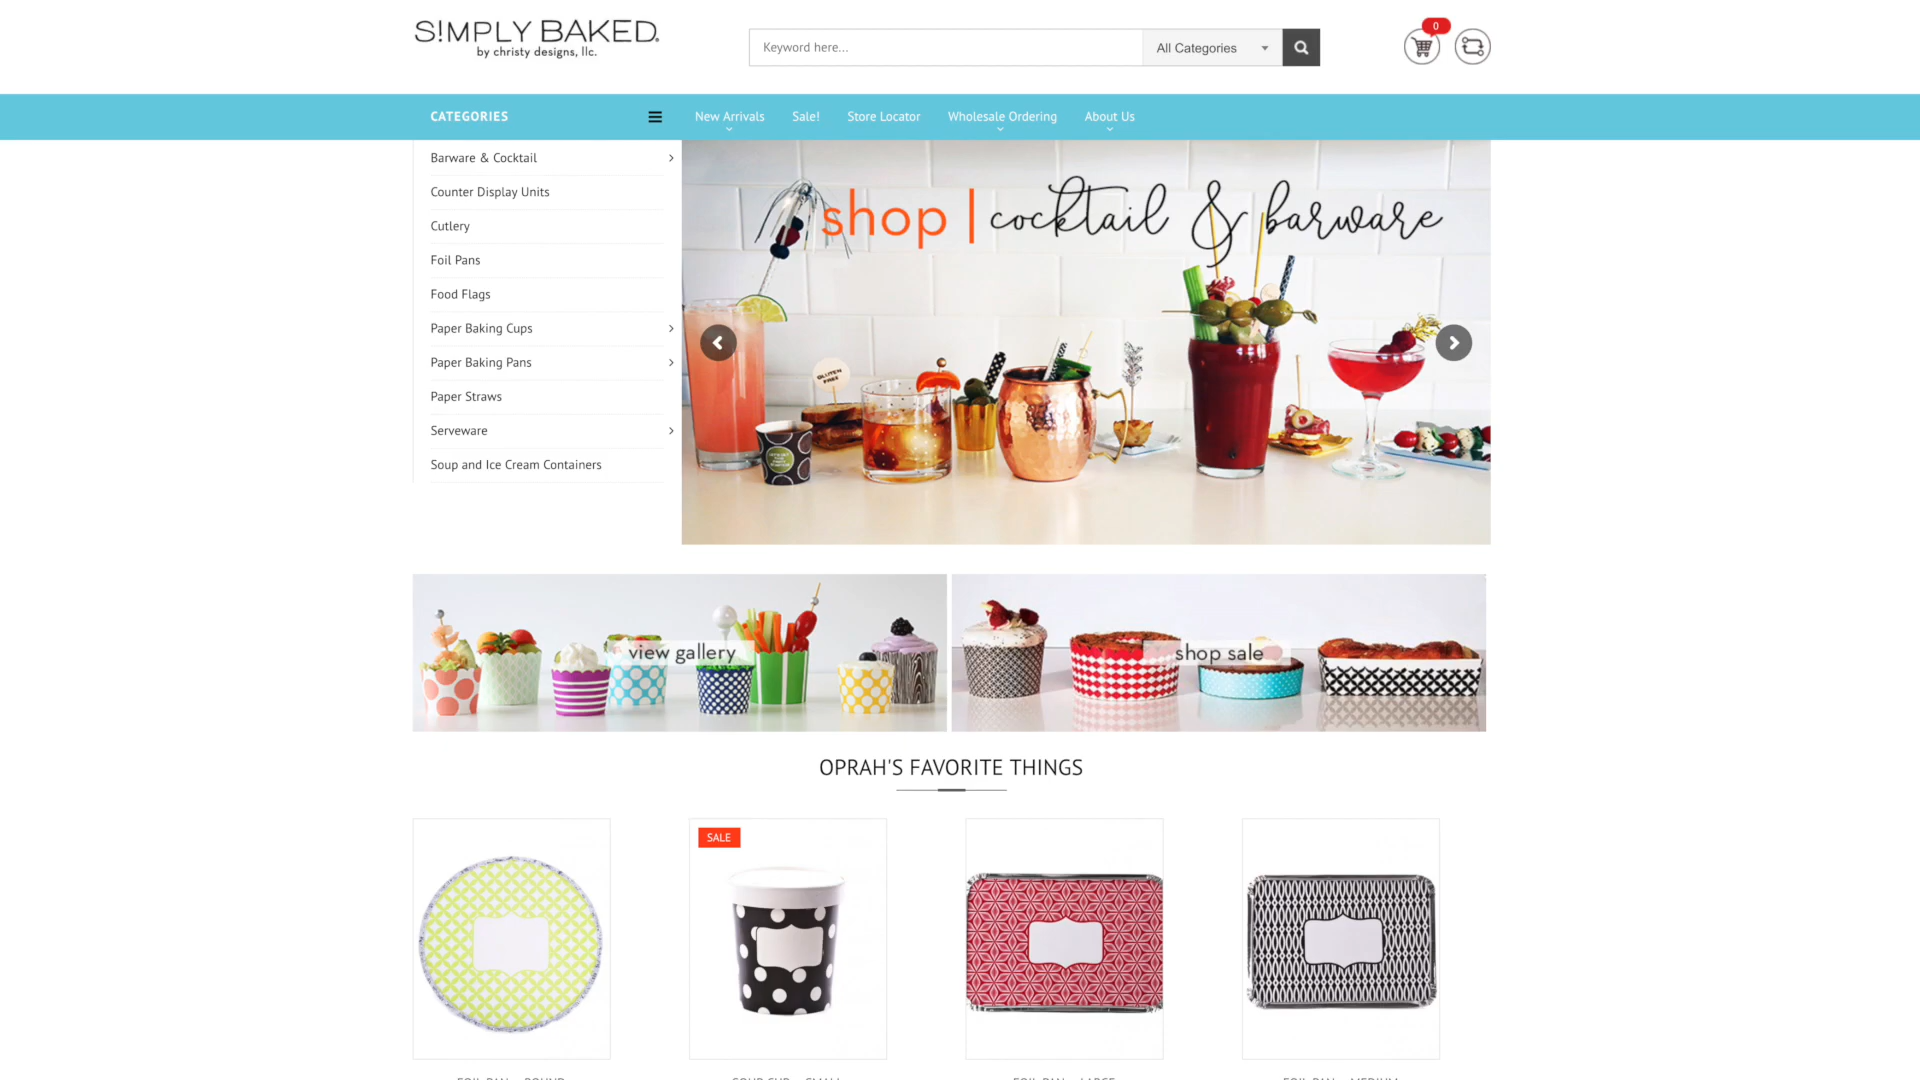 S!MPLY BAKED.
by christy designs, llc.
Keyword here...
All Categories
0
CATEGORIES
New Arrivals
Sale!
Store Locator
Wholesale Ordering
About Us
Barware & Cocktail
Counter Display Units
Cutlery
Foil Pans
Food Flags
Paper Baking Cups
Paper Baking Pans
Paper Straws
Serveware
Soup and Ice Cream Containers
shop | cocktail & barware
GLUTEN
FREE
view gallery
shop sale
OPRAH'S FAVORITE THINGS
SALE